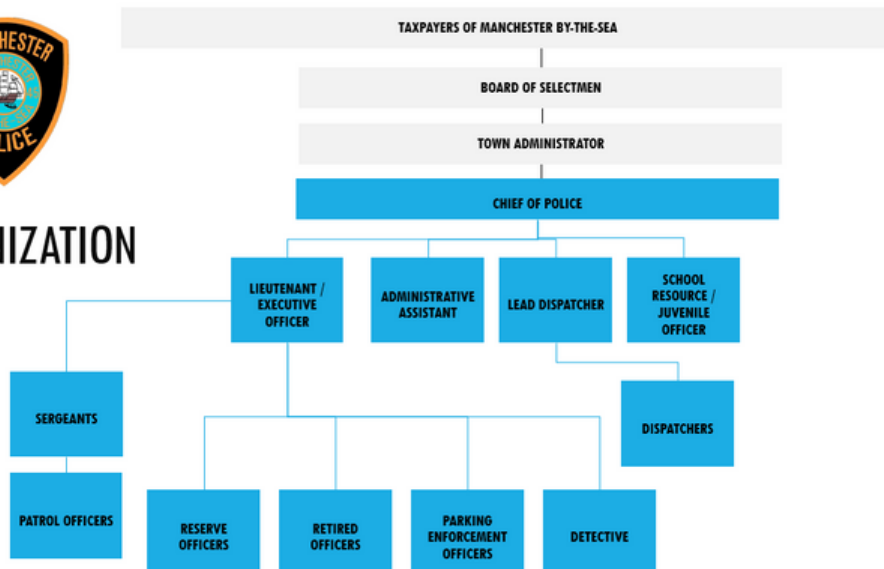 TAXPAYERS OF MANCHESTER BY-THE-SEA
BOARD OF SELECTMEN
TOWN ADMINISTRATOR
CHIEF OF POLICE
LIEUTENANT /
EXECUTIVE
OFFICER
ADMINISTRATIVE
ASSISTANT
LEAD DISPATCHER
SCHOOL
RESOURCE /
JUVENILE
OFFICER
SERGEANTS
DISPATCHERS
PATROL OFFICERS
RESERVE
OFFICERS
RETIRED
OFFICERS
PARKING
ENFORCEMENT
OFFICERS
DETECTIVE